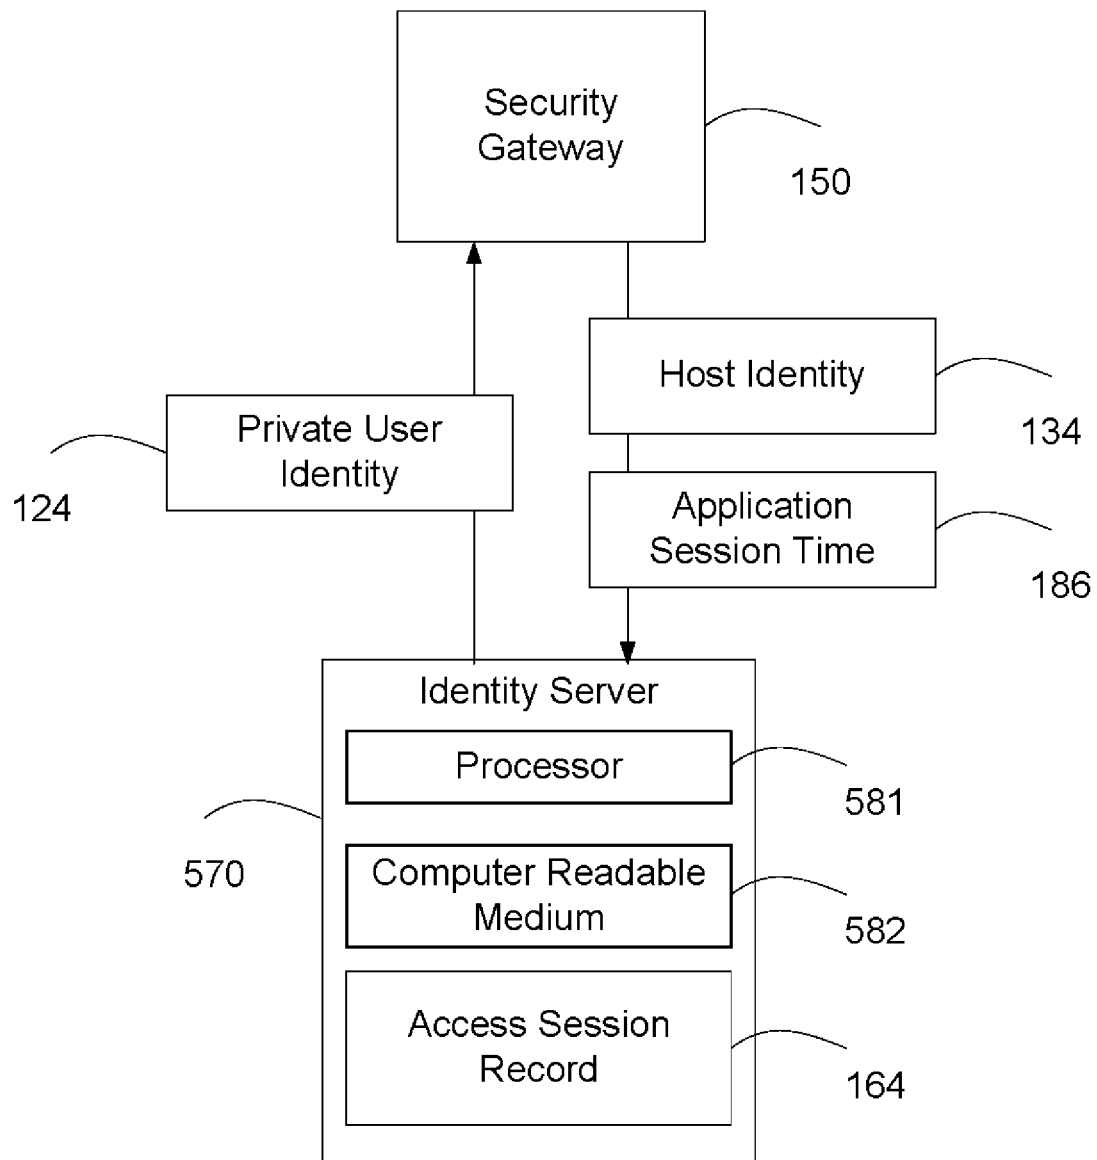 Security
Gateway
150
Host Identity
134
Private User
Identity
124
Application
Session Time
186
Identity Server
Processor
581
570
Computer Readable
Medium
582
Access Session
Record
164